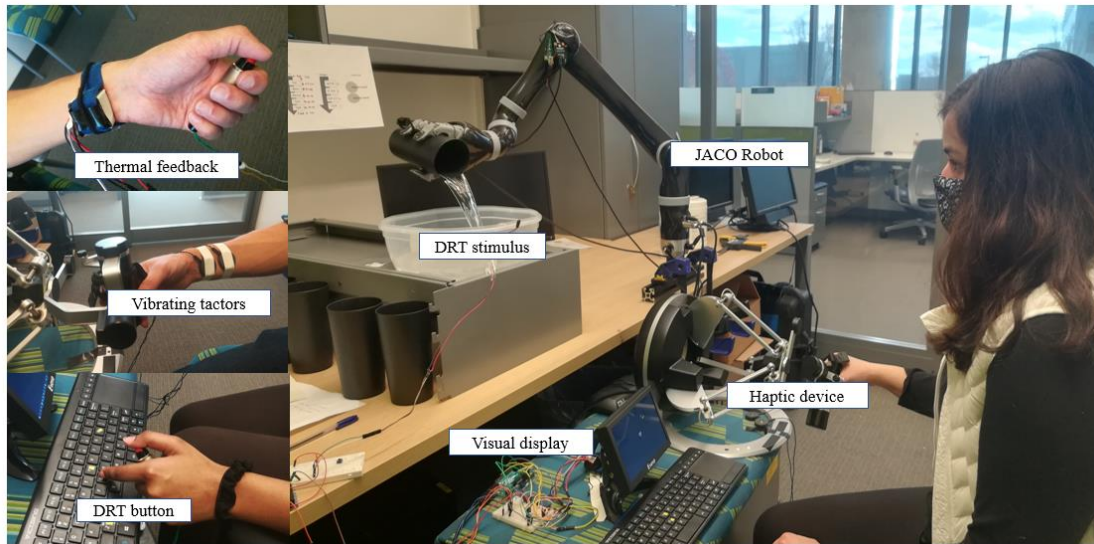 Thermal feedback
Vibrating tactors
DRT button
JACO Robot
DRT stimulus
Haptic device
Visual display